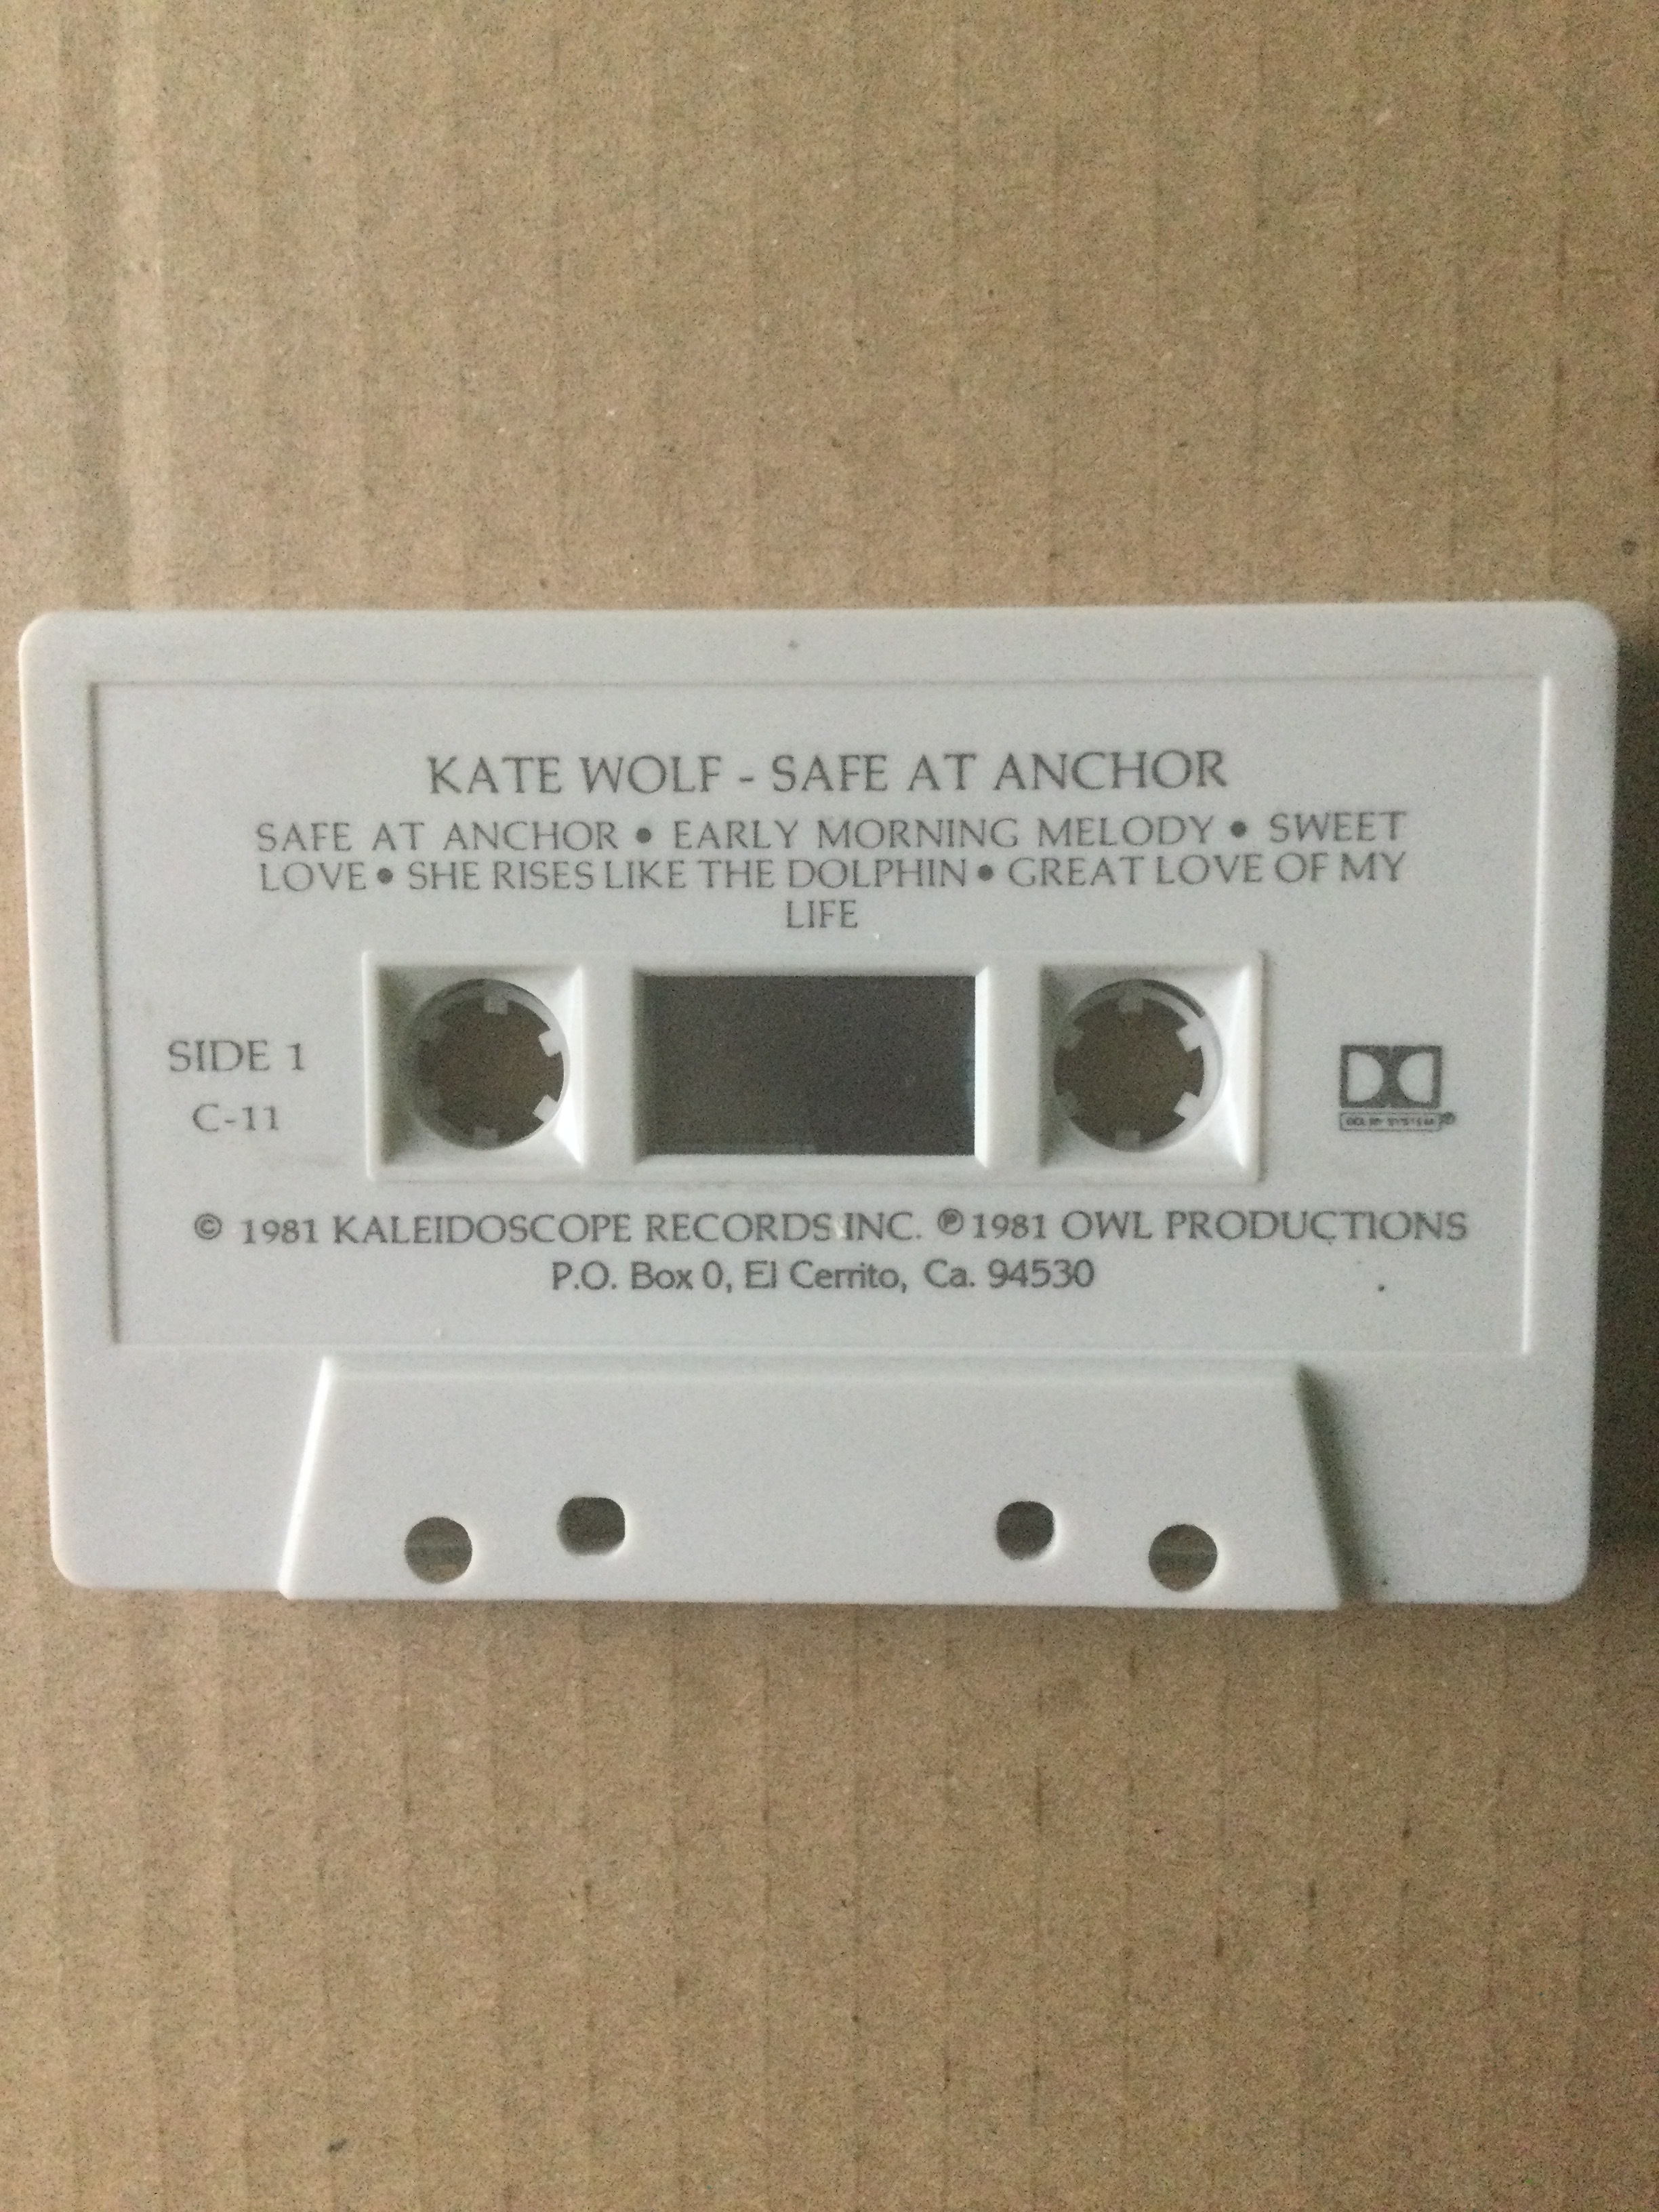 KATE WOLF - SAFE AT ANCHOR
SAFE AT ANCHOR • EARLY MORNING MELODY • SWEET
LOVE • SHE RISES LIKE THE DOLPHIN • GREAT LOVE OF MY
LIFE
SIDE 1
C-11
DOLBY SYSTEM®
© 1981 KALEIDOSCOPE RECORDS INC. ℗ 1981 OWL PRODUCTIONS
P.O. Box O, El Cerrito, Ca. 94530